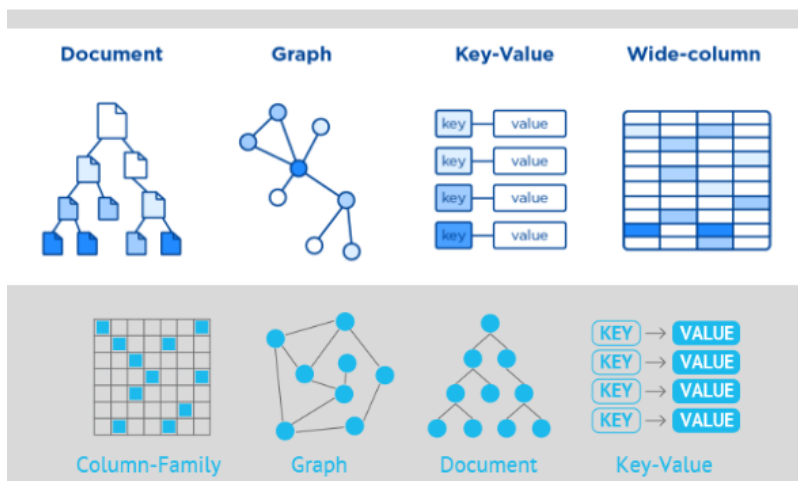 Document Graph Key-Value Wide-column
key value
key value
key value
key value
KEY → VALUE
KEY → VALUE
KEY → VALUE
KEY → VALUE
Column-Family Graph Document Key-Value